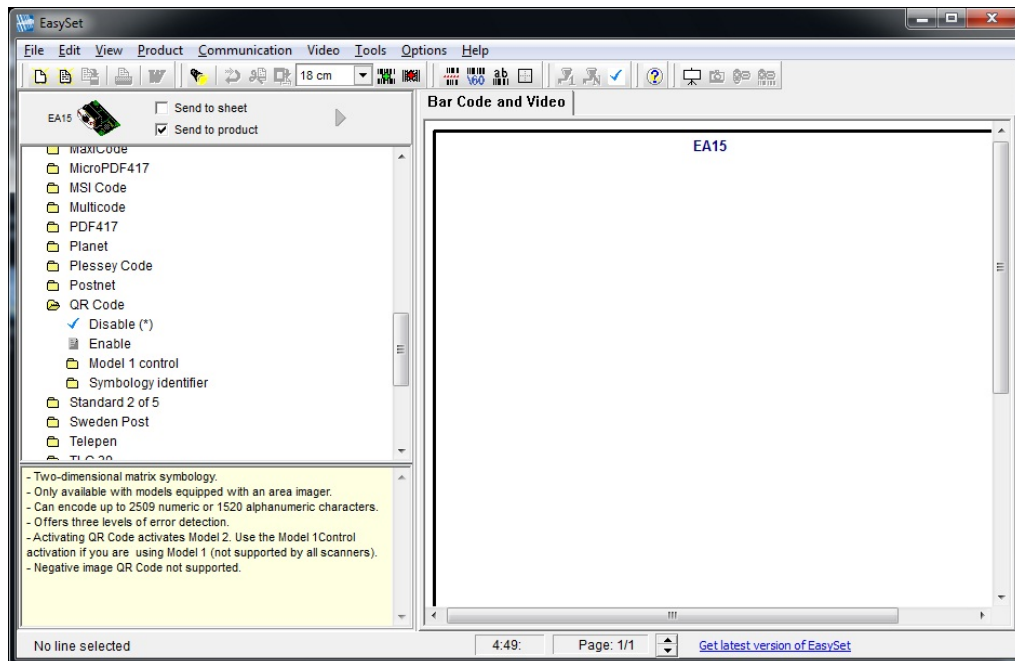 EasySet
File Edit View Product Communication Video Tools Options Help
18 cm
EA15
Send to sheet
Send to product
Bar Code and Video
EA15
MaxiCode
MicroPDF417
MSI Code
Multicode
PDF417
Planet
Plessey Code
Postnet
QR Code
Disable (*)
Enable
Model 1 control
Symbology identifier
Standard 2 of 5
Sweden Post
Telepen
- Two-dimensional matrix symbology.
- Only available with models equipped with an area imager.
- Can encode up to 2509 numeric or 1520 alphanumeric characters.
- Offers three levels of error detection.
- Activating QR Code activates Model 2. Use the Model 1Control
activation if you are using Model 1 (not supported by all scanners).
- Negative image QR Code not supported.
No line selected
4:49:
Page: 1/1
Get latest version of EasySet